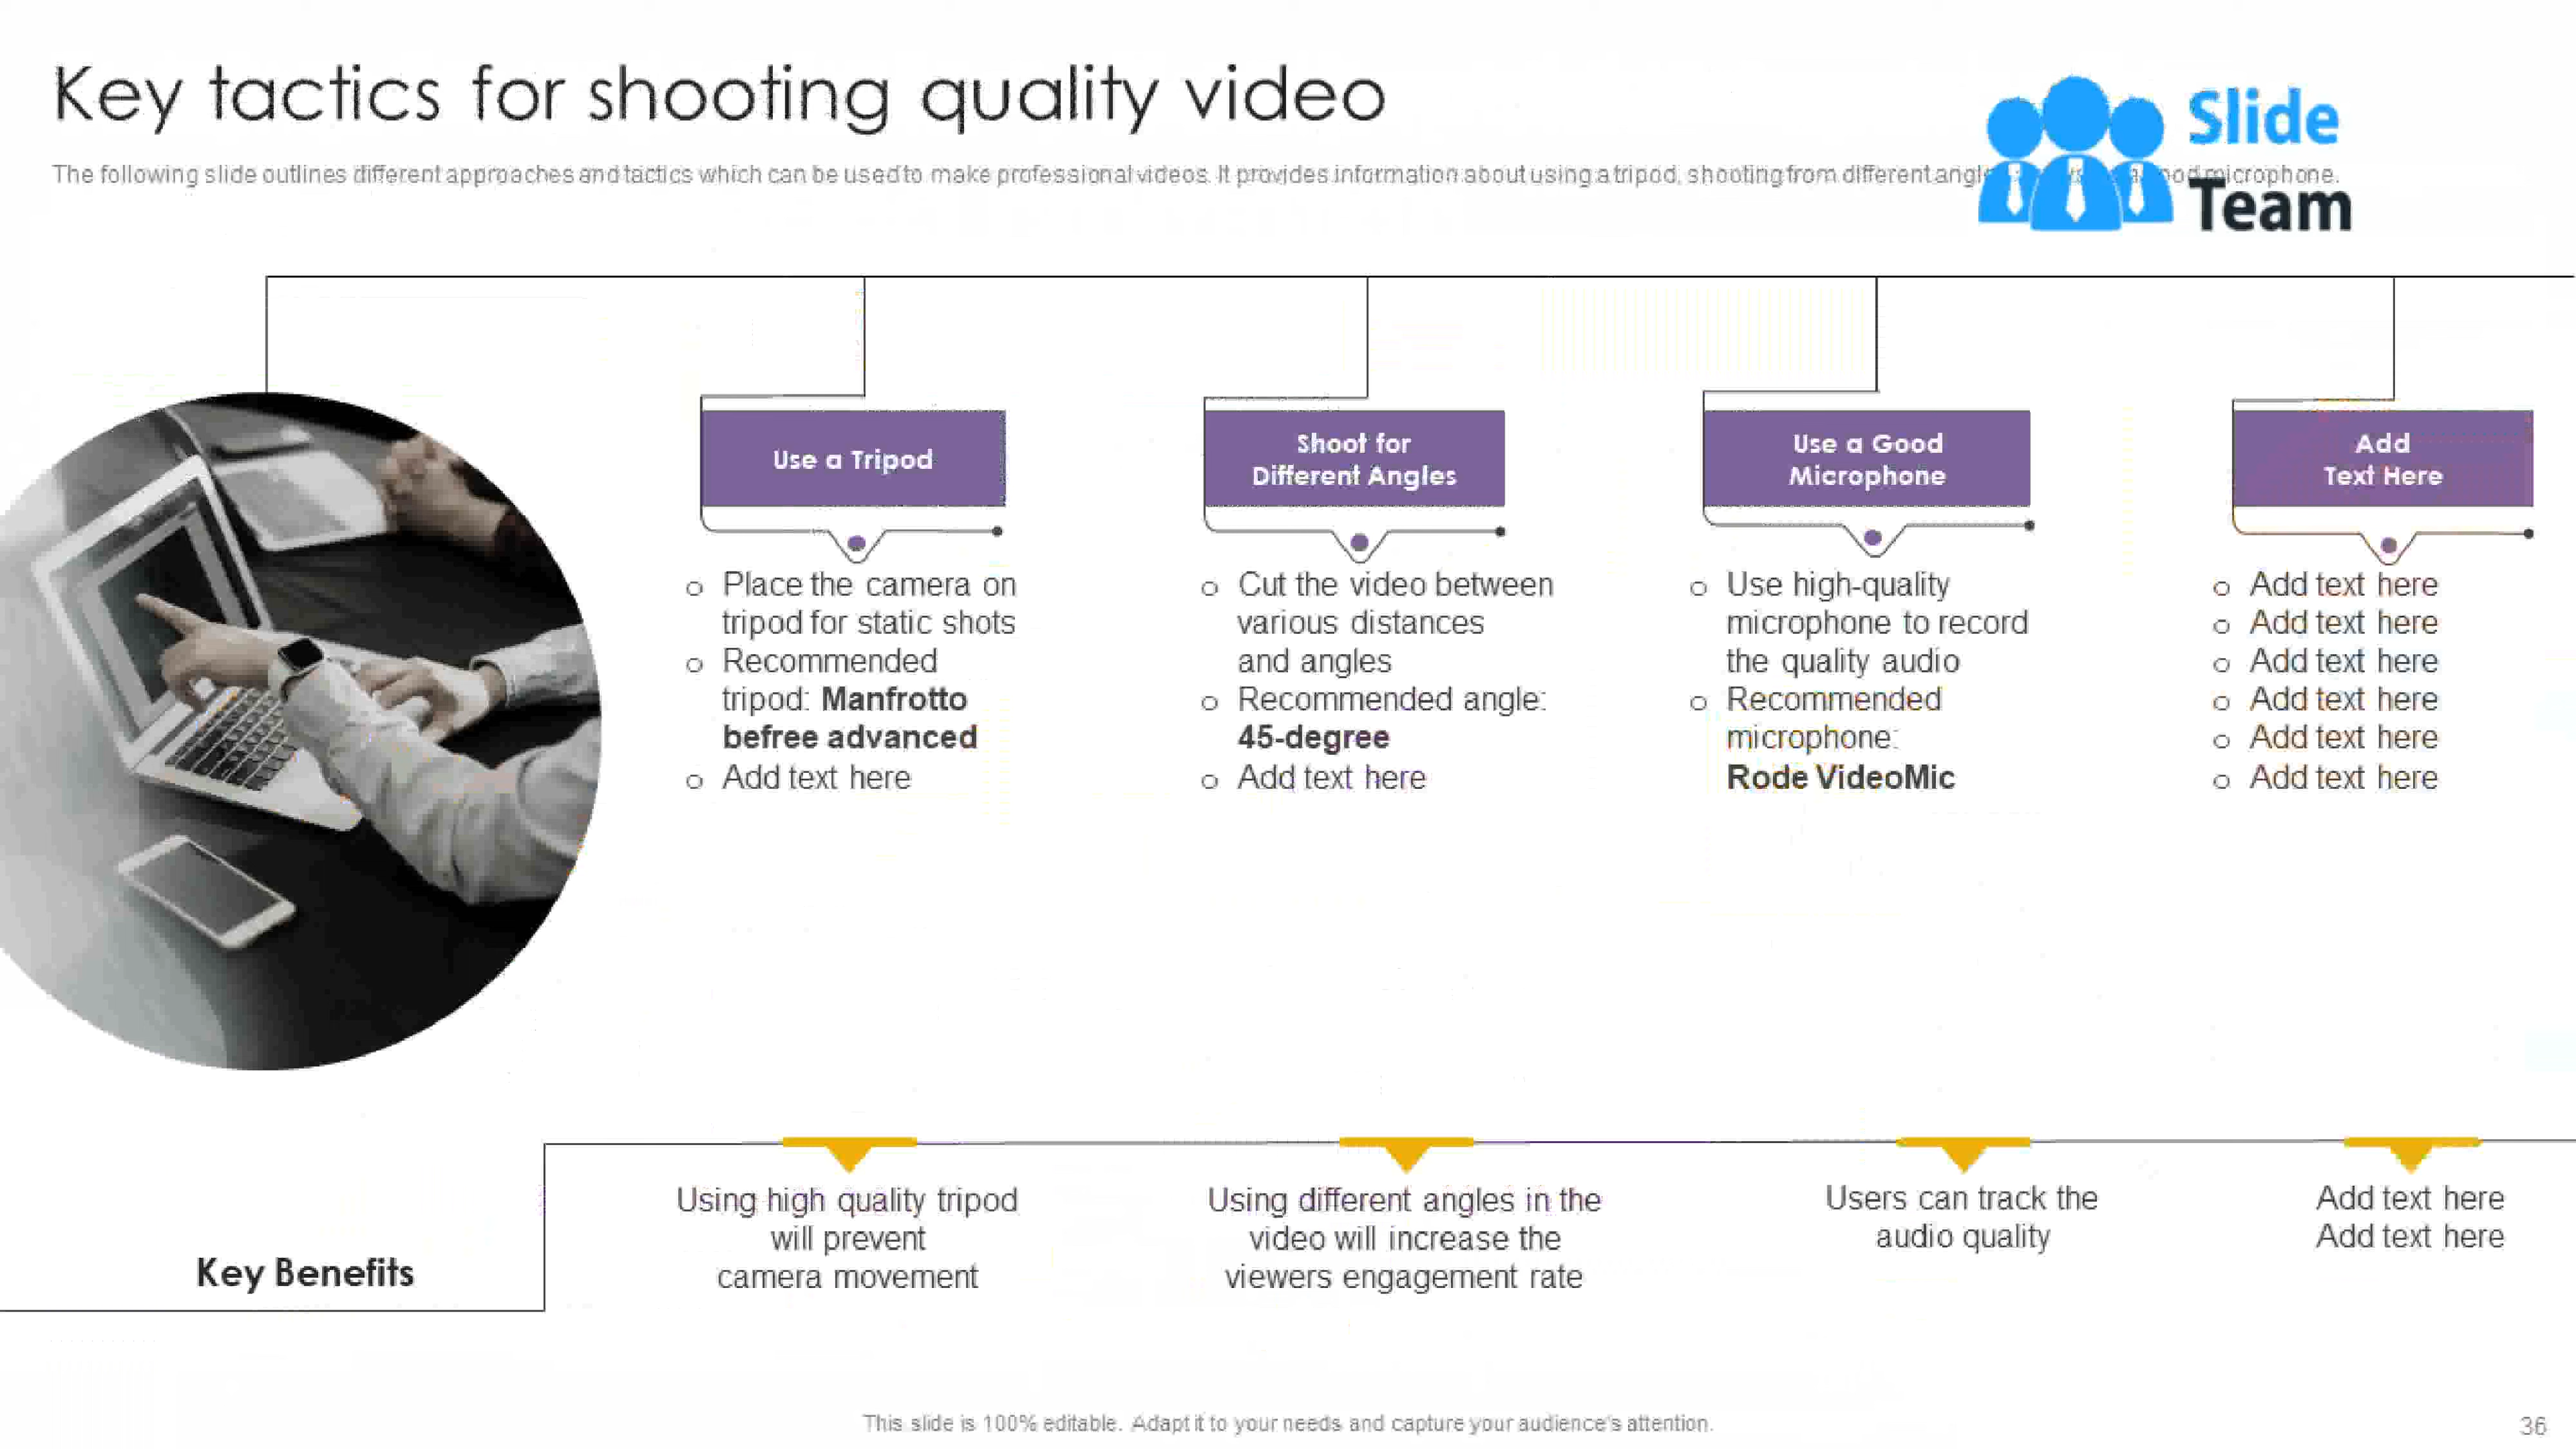 Key tactics for shooting quality video
Slide
Team
The following slide outlines different approaches and tactics which can be used to make professional videos. It provides information about using a tripod, shooting from different microphone.
Use a Tripod
Place the camera on
tripod for static shots
Recommended
tripod: Manfrotto
befree advanced
Add text here
Shoot for
Different Angles
Cut the video between
various distances
and angles
Recommended angle:
45-degree
Add text here
Use a Good
Microphone
Use high-quality
microphone to record
the quality audio
Recommended
microphone:
Rode VideoMic
Add
Text Here
Add text here
Add text here
Add text here
Add text here
Add text here
Add text here
Key Benefits
Using high quality tripod
will prevent
camera movement
Using different angles in the
video will increase the
viewers engagement rate
Users can track the
audio quality
Add text here
Add text here
This slide is 100% editable. Adapt it to your needs and capture your audience's attention.
36